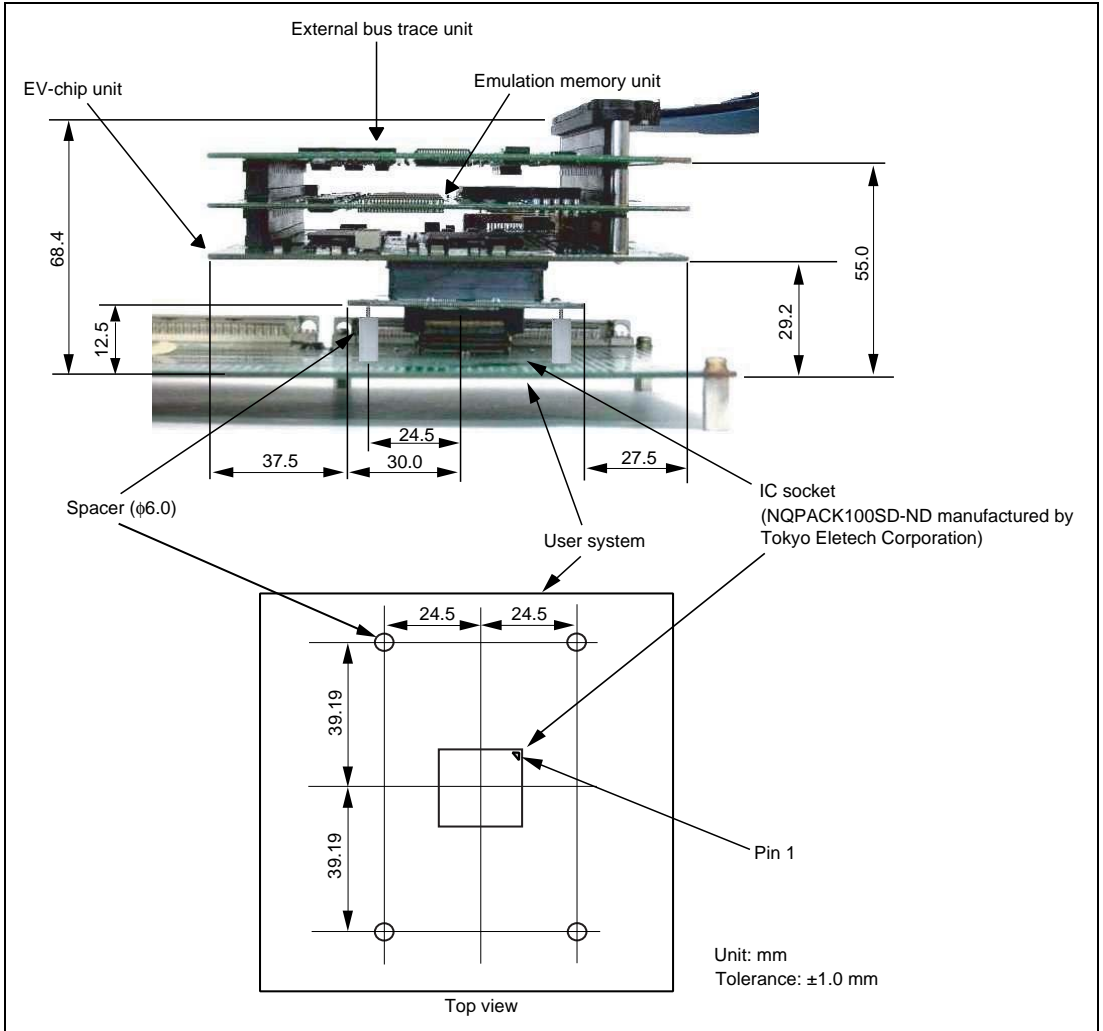 External bus trace unit
EV-chip unit
Emulation memory unit
68.4
12.5
55.0
29.2
24.5
37.5
30.0
27.5
Spacer (ϕ6.0)
IC socket
(NQPACK100SD-ND manufactured by
Tokyo Eletech Corporation)
User system
24.5
24.5
39.19
39.19
Pin 1
Unit: mm
Tolerance: ±1.0 mm
Top view